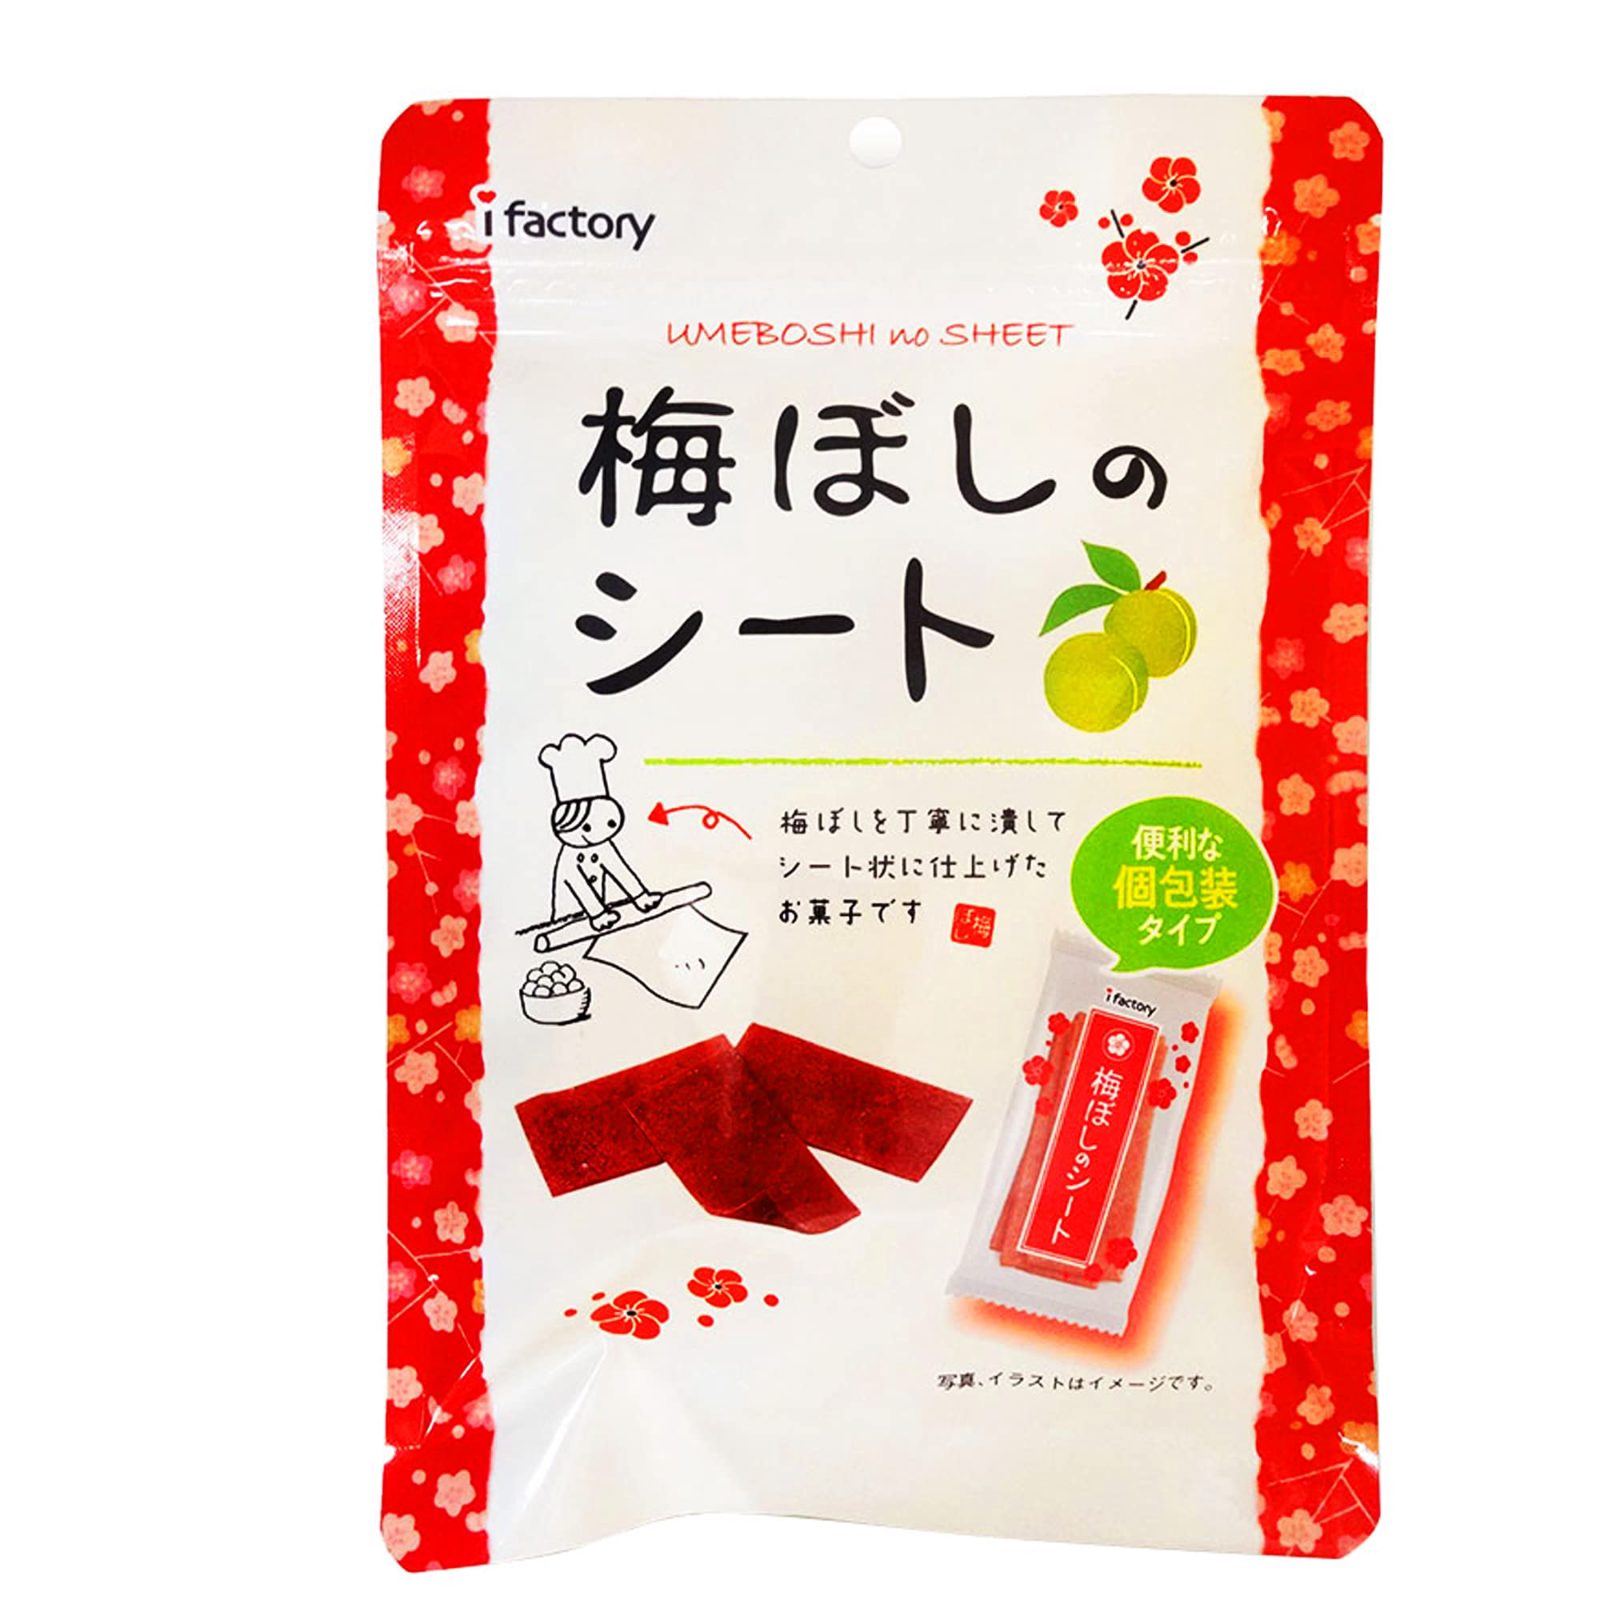 i factory
UMEBOSHI no SHEET
梅ぼしの
シート
梅ぼしを丁寧に潰して
シート状に仕上げた
お菓子です
梅ぼし
便利な
個包装
タイプ
i factory
梅ぼしのシート
写真、イラストはイメージです。